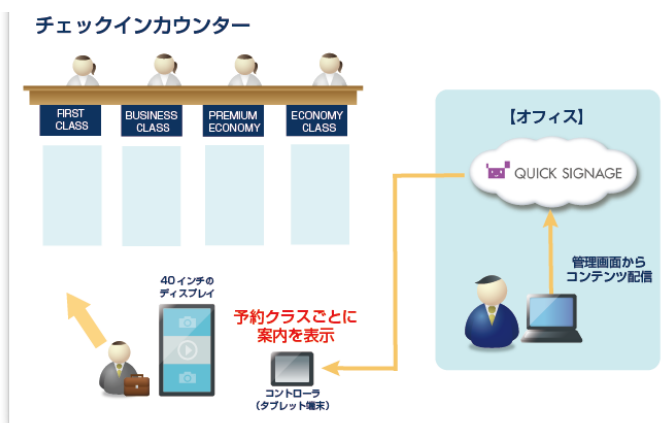 チェックインカウンター
FIRST
CLASS
BUSINESS
CLASS
PREMIUM
ECONOMY
ECONOMY
CLASS
【オフィス】
QUICK SIGNAGE
管理画面から
コンテンツ配信
40インチの
ディスプレイ
予約クラスごとに
案内を表示
コントローラ
（タブレット端末）